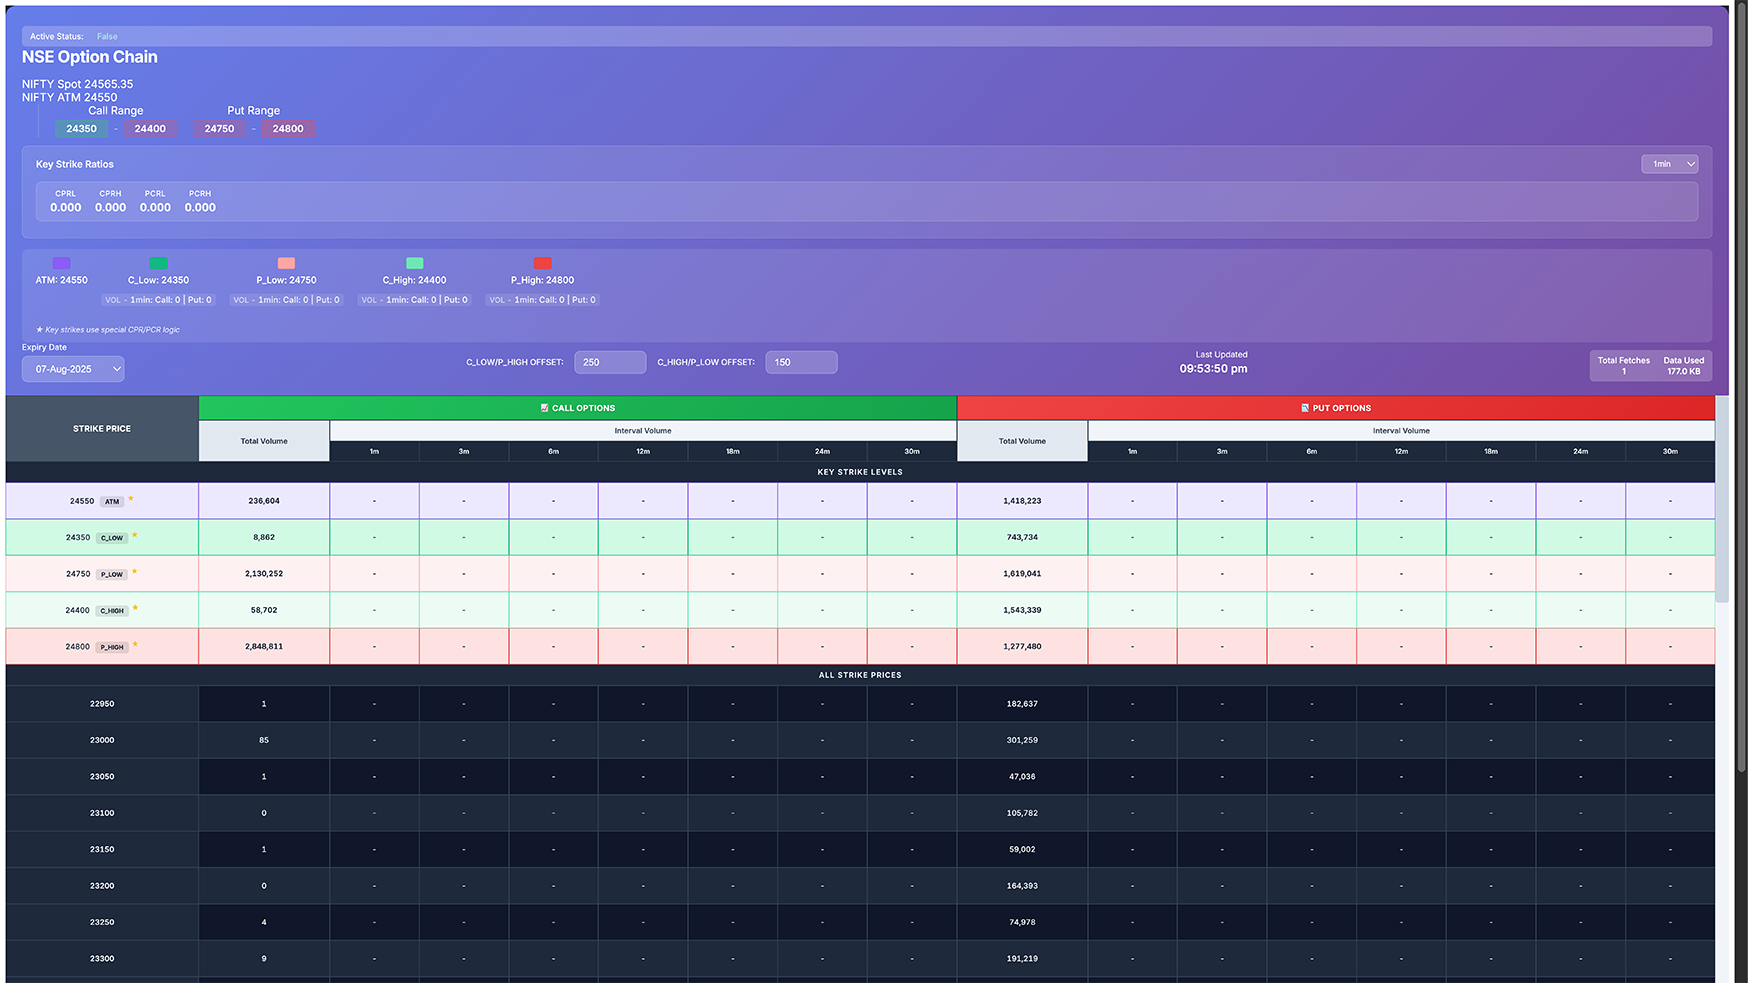 Active Status: False
NSE Option Chain
NIFTY Spot 24565.35
NIFTY ATM 24550
Call Range Put Range
24350 - 24400 24750 - 24800
Key Strike Ratios 1min
CPRL CPRH PCRL PCRH
0.000 0.000 0.000 0.000
ATM: 24550 C_Low: 24350 P_Low: 24750 C_High: 24400 P_High: 24800
VOL - 1min: Call: 0 | Put: 0 VOL - 1min: Call: 0 | Put: 0 VOL - 1min: Call: 0 | Put: 0 VOL - 1min: Call: 0 | Put: 0
★ Key strikes use special CPR/PCR logic
Expiry Date
07-Aug-2025
C_LOW/P_HIGH OFFSET: 250 C_HIGH/P_LOW OFFSET: 150
Last Updated
09:53:50 pm
Total Fetches Data Used
1 177.0 KB
STRIKE PRICE CALL OPTIONS PUT OPTIONS
Total Volume Interval Volume Total Volume Interval Volume
1m 3m 6m 12m 18m 24m 30m 1m 3m 6m 12m 18m 24m 30m
KEY STRIKE LEVELS
24550 ATM ★ 236,604 - - - - - - - 1,418,223 - - - - - - -
24350 C_LOW ★ 8,862 - - - - - - - 743,734 - - - - - - -
24750 P_LOW ★ 2,130,252 - - - - - - - 1,619,041 - - - - - - -
24400 C_HIGH ★ 58,702 - - - - - - - 1,543,339 - - - - - - -
24800 P_HIGH ★ 2,848,811 - - - - - - - 1,277,480 - - - - - - -
ALL STRIKE PRICES
22950 1 - - - - - - - 182,637 - - - - - - -
23000 85 - - - - - - - 301,259 - - - - - - -
23050 1 - - - - - - - 47,036 - - - - - - -
23100 0 - - - - - - - 105,782 - - - - - - -
23150 1 - - - - - - - 59,002 - - - - - - -
23200 0 - - - - - - - 164,393 - - - - - - -
23250 4 - - - - - - - 74,978 - - - - - - -
23300 9 - - - - - - - 191,219 - - - - - - -